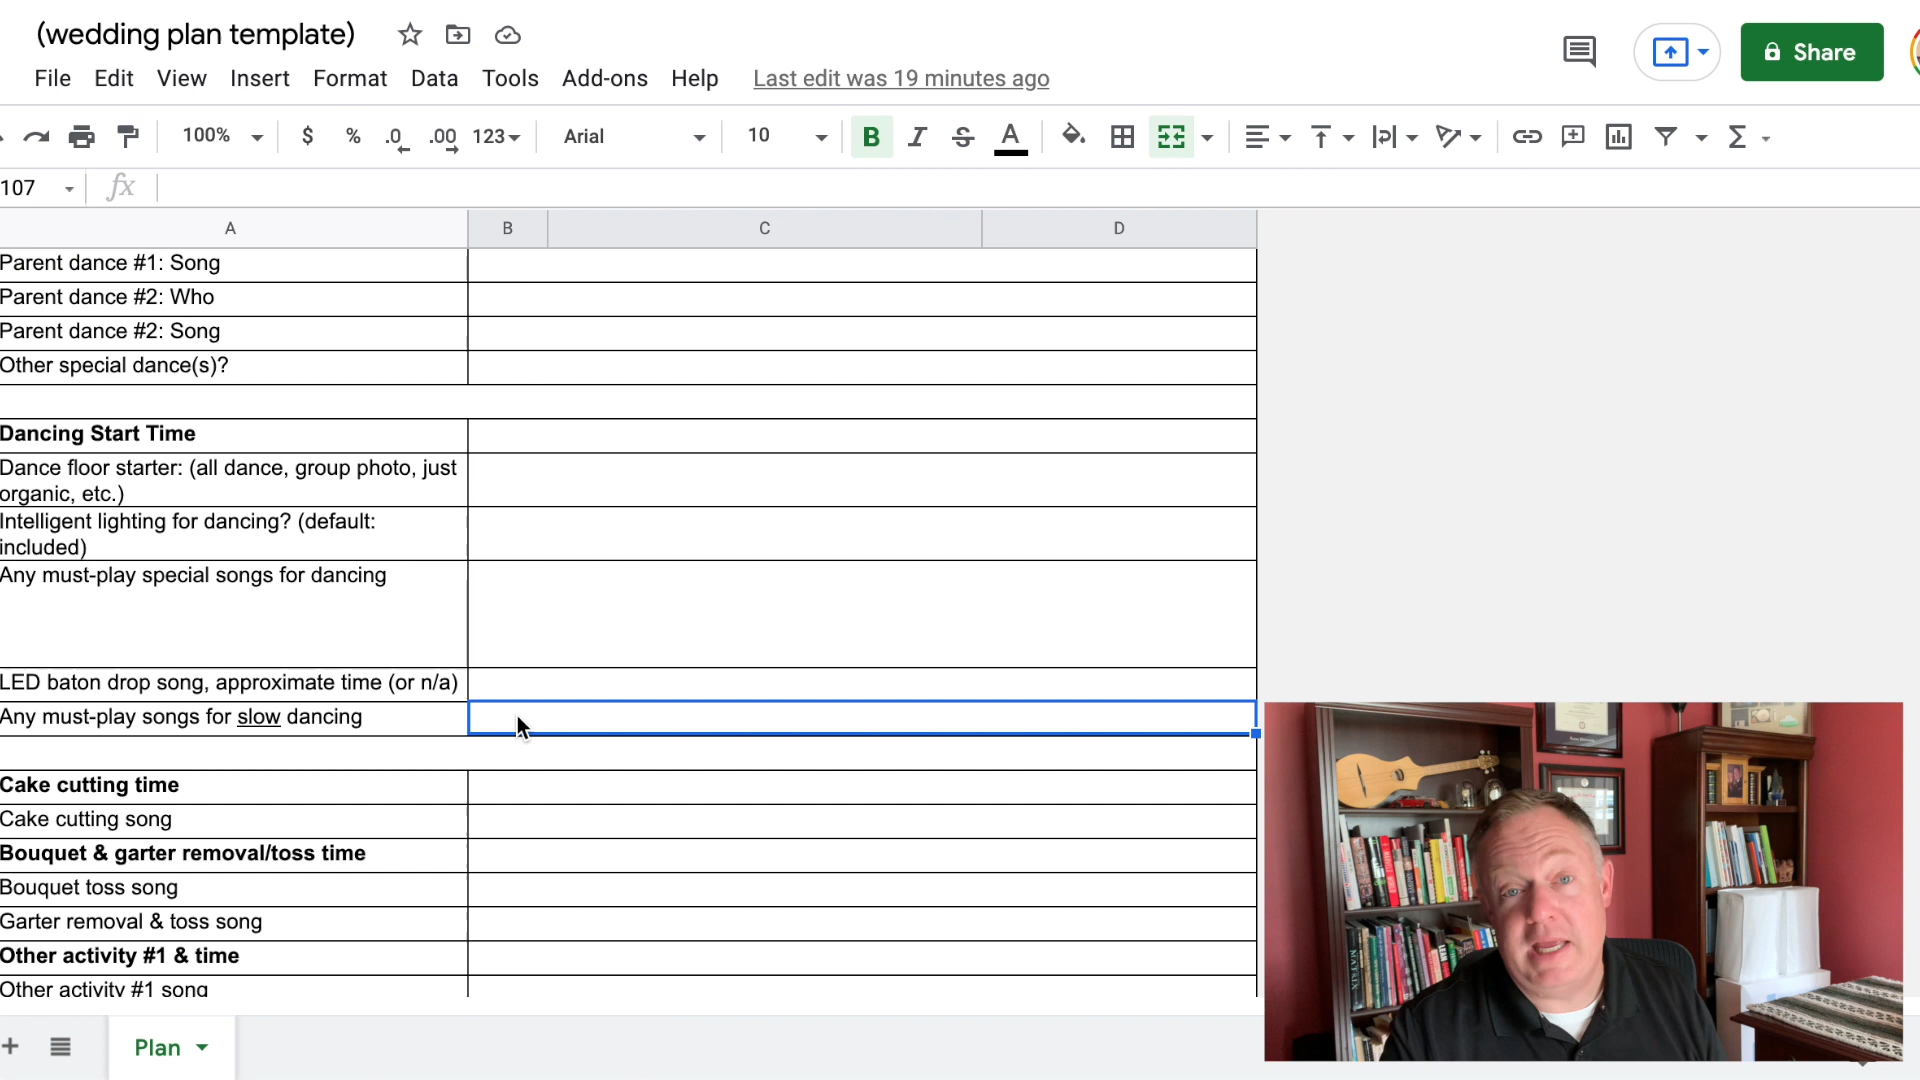 (wedding plan template)
File Edit View Insert Format Data Tools Add-ons Help Last edit was 19 minutes ago
Share
100% $ % .0 .00 123 Arial 10 B I S A
107 fx
A B C D
Parent dance #1: Song
Parent dance #2: Who
Parent dance #2: Song
Other special dance(s)?
Dancing Start Time
Dance floor starter: (all dance, group photo, just
organic, etc.)
Intelligent lighting for dancing? (default:
included)
Any must-play special songs for dancing
LED baton drop song, approximate time (or n/a)
Any must-play songs for slow dancing
Cake cutting time
Cake cutting song
Bouquet & garter removal/toss time
Bouquet toss song
Garter removal & toss song
Other activity #1 & time
Other activity #1 song
MATRIX
Plan